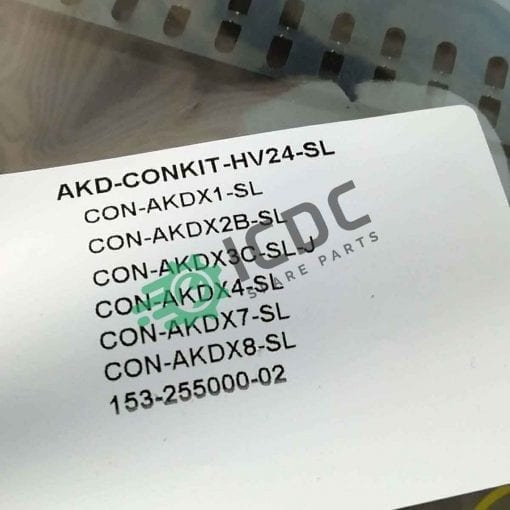 AKD-CONKIT-HV24-SL
CON-AKDX1-SL
CON-AKDX2B-SL
CON-AKDX3C-SL-J
CON-AKDX4-SL
CON-AKDX7-SL
CON-AKDX8-SL
153-255000-02
ICDC
SPARE PARTS